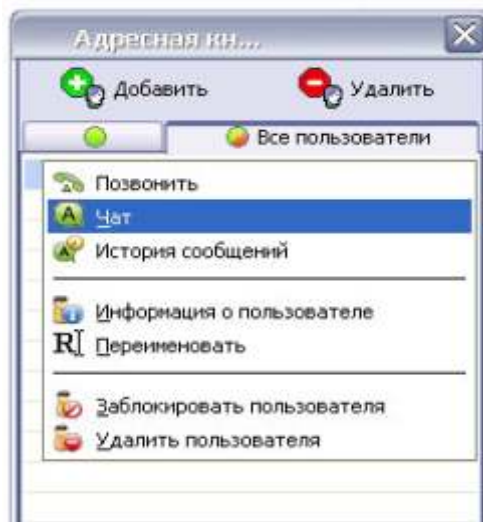 Адресная кн...
Добавить Удалить
Все пользователи
Позвонить
Чат
История сообщений
Информация о пользователе
Переименовать
Заблокировать пользователя
Удалить пользователя